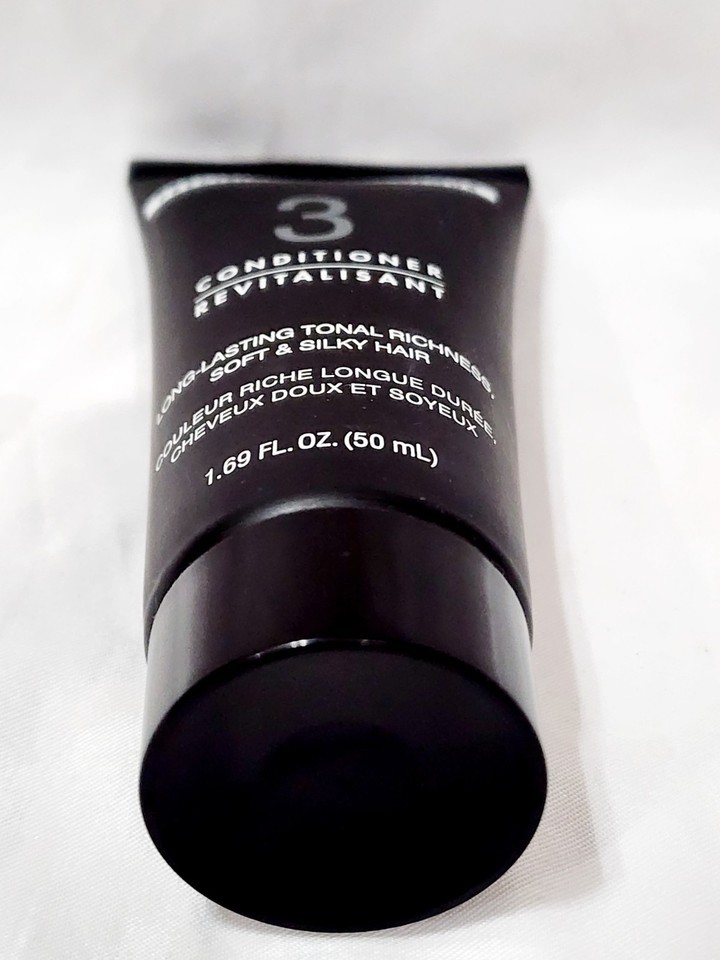 3
CONDITIONER
REVITALISANT
LONG-LASTING TONAL RICHNESS,
SOFT & SILKY HAIR
COULEUR RICHE LONGUE DURÉE,
CHEVEUX DOUX ET SOYEUX
1.69 FL. OZ. (50 mL)